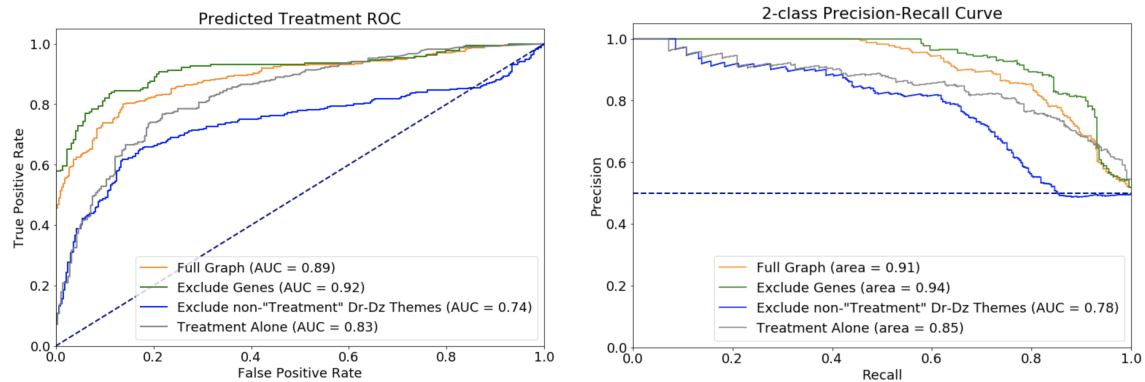 Predicted Treatment ROC
True Positive Rate
1.0
0.8
0.6
0.4
0.2
0.0
Full Graph (AUC = 0.89)
Exclude Genes (AUC = 0.92)
Exclude non-"Treatment" Dr-Dz Themes (AUC = 0.74)
Treatment Alone (AUC = 0.83)
0.0 0.2 0.4 0.6 0.8 1.0
False Positive Rate
2-class Precision-Recall Curve
Precision
1.0
0.8
0.6
0.4
0.2
0.0
Full Graph (area = 0.91)
Exclude Genes (area = 0.94)
Exclude non-"Treatment" Dr-Dz Themes (AUC = 0.78)
Treatment Alone (area = 0.85)
0.0 0.2 0.4 0.6 0.8 1.0
Recall